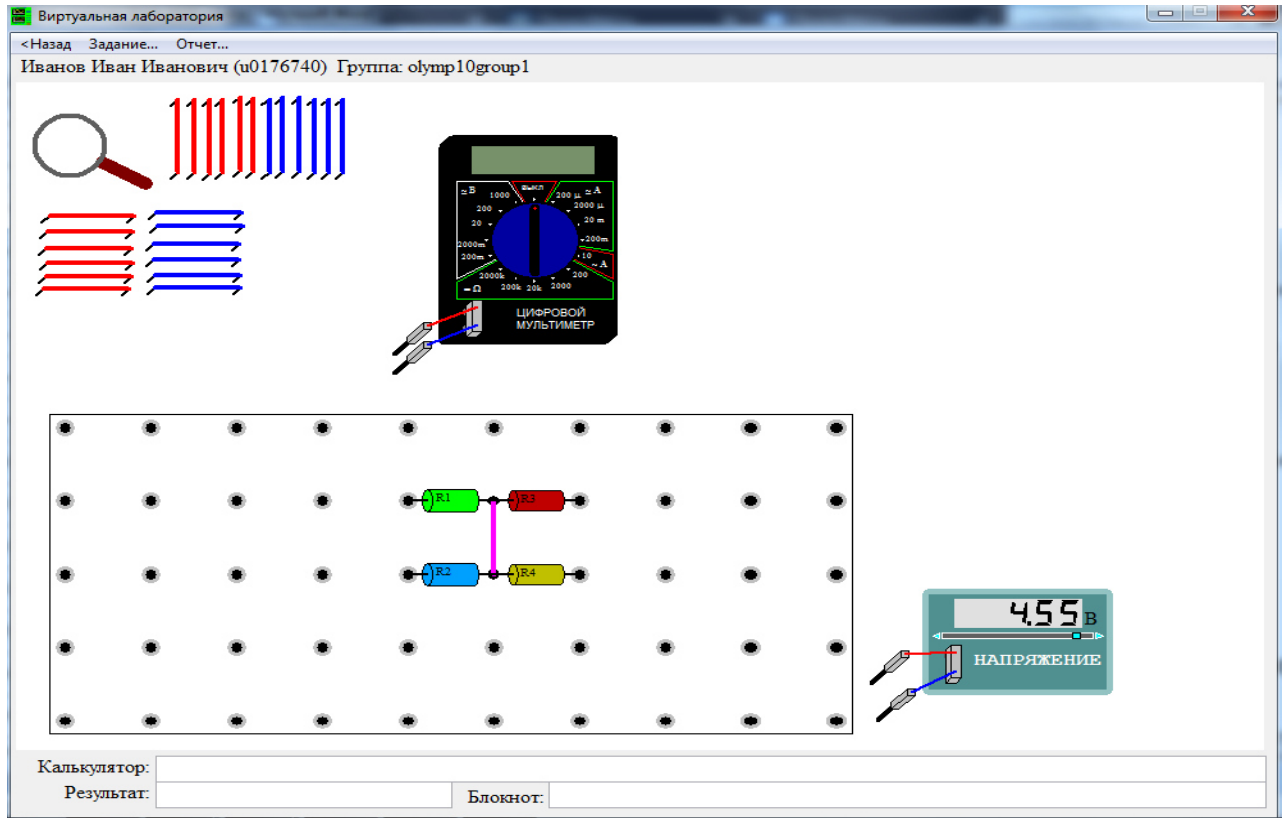 Виртуальная лаборатория
<Назад Задание... Отчет...
Иванов Иван Иванович (u0176740) Группа: olymp10group1
≃В 1000 выкл 200 µ ≃А
200 2000 µ
20 20 m
2000m 200m
200m 10 ~А
2000k 200
=Ω 200k 20k 2000
ЦИФРОВОЙ
МУЛЬТИМЕТР
R1 R3
R2 R4
4.55 В
НАПРЯЖЕНИЕ
Калькулятор:
Результат: Блокнот: